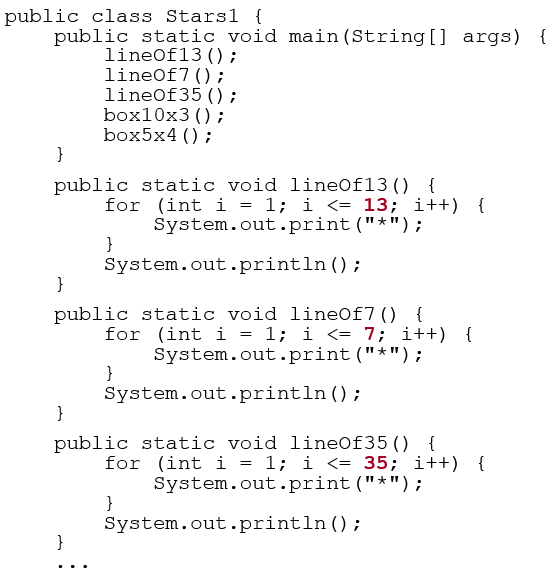 public class Stars1 {
    public static void main(String[] args) {
        lineOf13();
        lineOf7();
        lineOf35();
        box10x3();
        box5x4();
    }
    public static void lineOf13() {
        for (int i = 1; i <= 13; i++) {
            System.out.print("*");
        }
        System.out.println();
    }
    public static void lineOf7() {
        for (int i = 1; i <= 7; i++) {
            System.out.print("*");
        }
        System.out.println();
    }
    public static void lineOf35() {
        for (int i = 1; i <= 35; i++) {
            System.out.print("*");
        }
        System.out.println();
    }
    ...